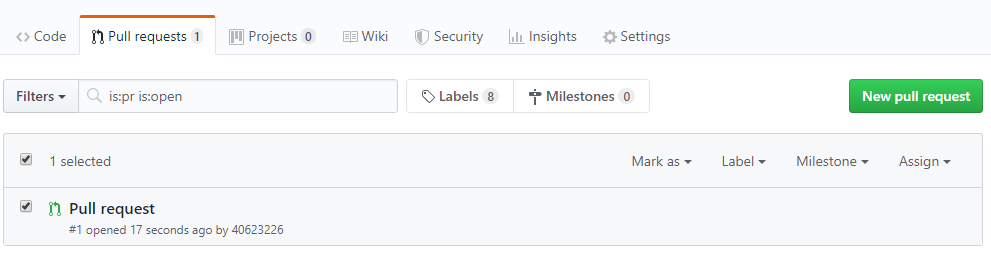 Code Pull requests 1 Projects 0 Wiki Security Insights Settings
Filters is:pr is:open Labels 8 Milestones 0 New pull request
1 selected Mark as Label Milestone Assign
Pull request
#1 opened 17 seconds ago by 40623226